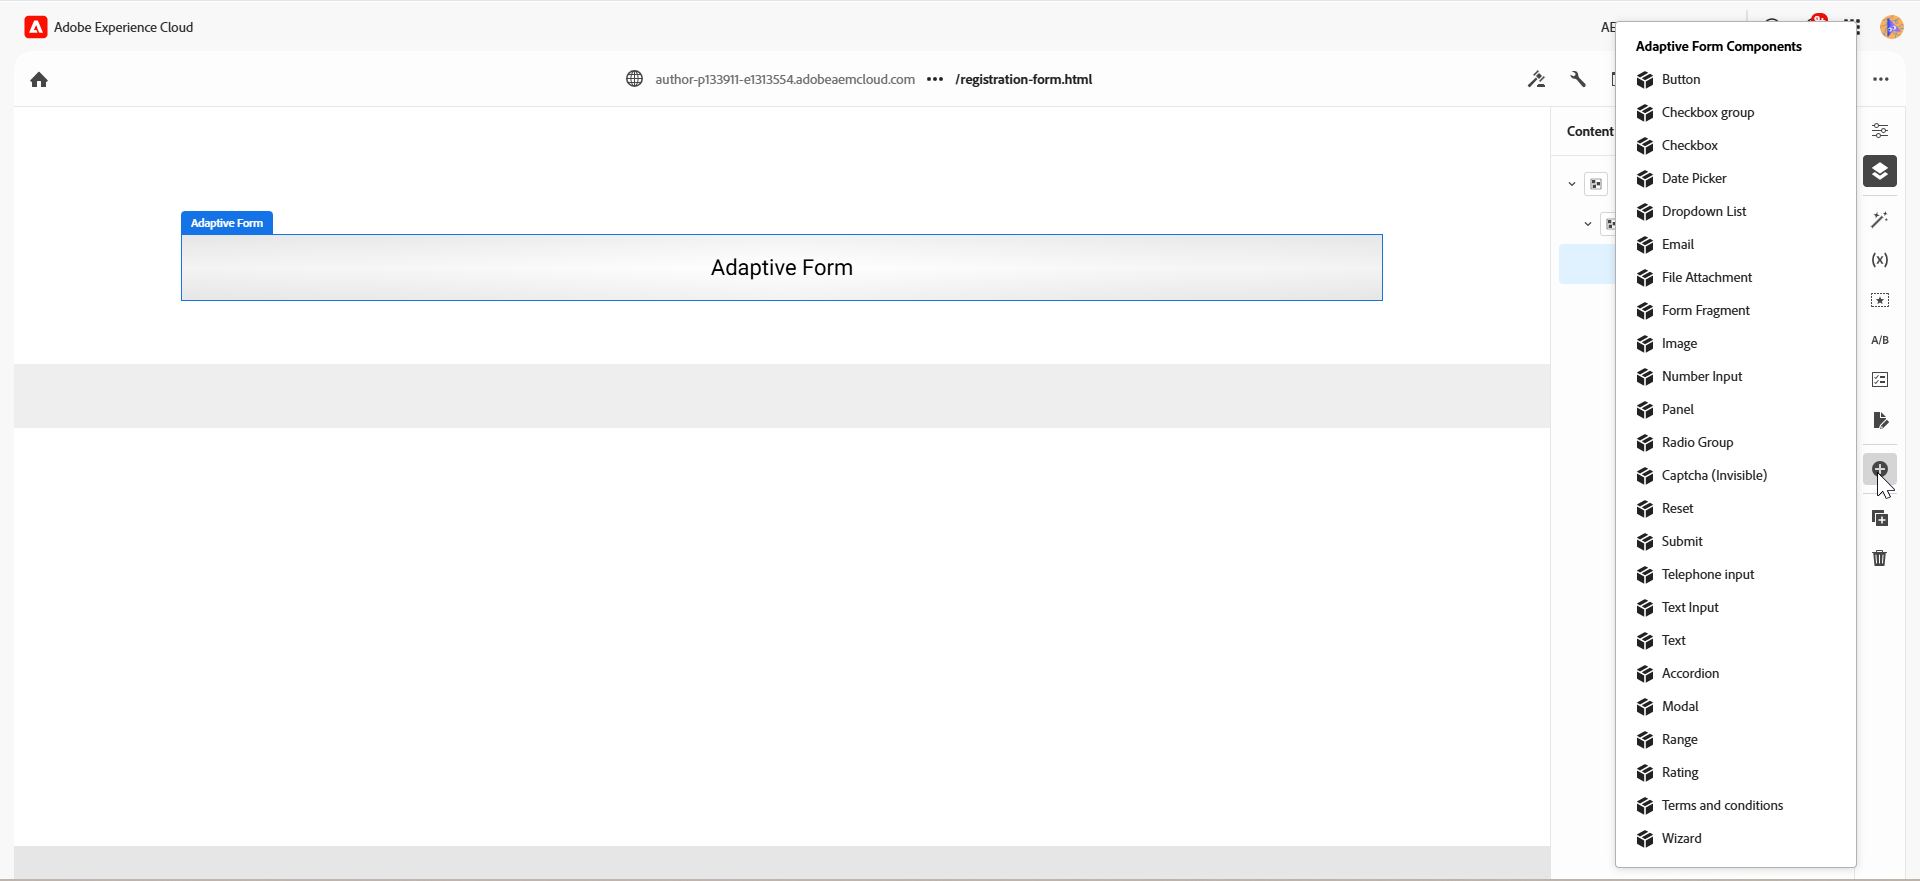 Adobe Experience Cloud
AE
author-p133911-e1313554.adobeaemcloud.com ••• /registration-form.html
Content
Adaptive Form
Adaptive Form
(x)
A/B
Adaptive Form Components
Button
Checkbox group
Checkbox
Date Picker
Dropdown List
Email
File Attachment
Form Fragment
Image
Number Input
Panel
Radio Group
Captcha (Invisible)
Reset
Submit
Telephone input
Text Input
Text
Accordion
Modal
Range
Rating
Terms and conditions
Wizard